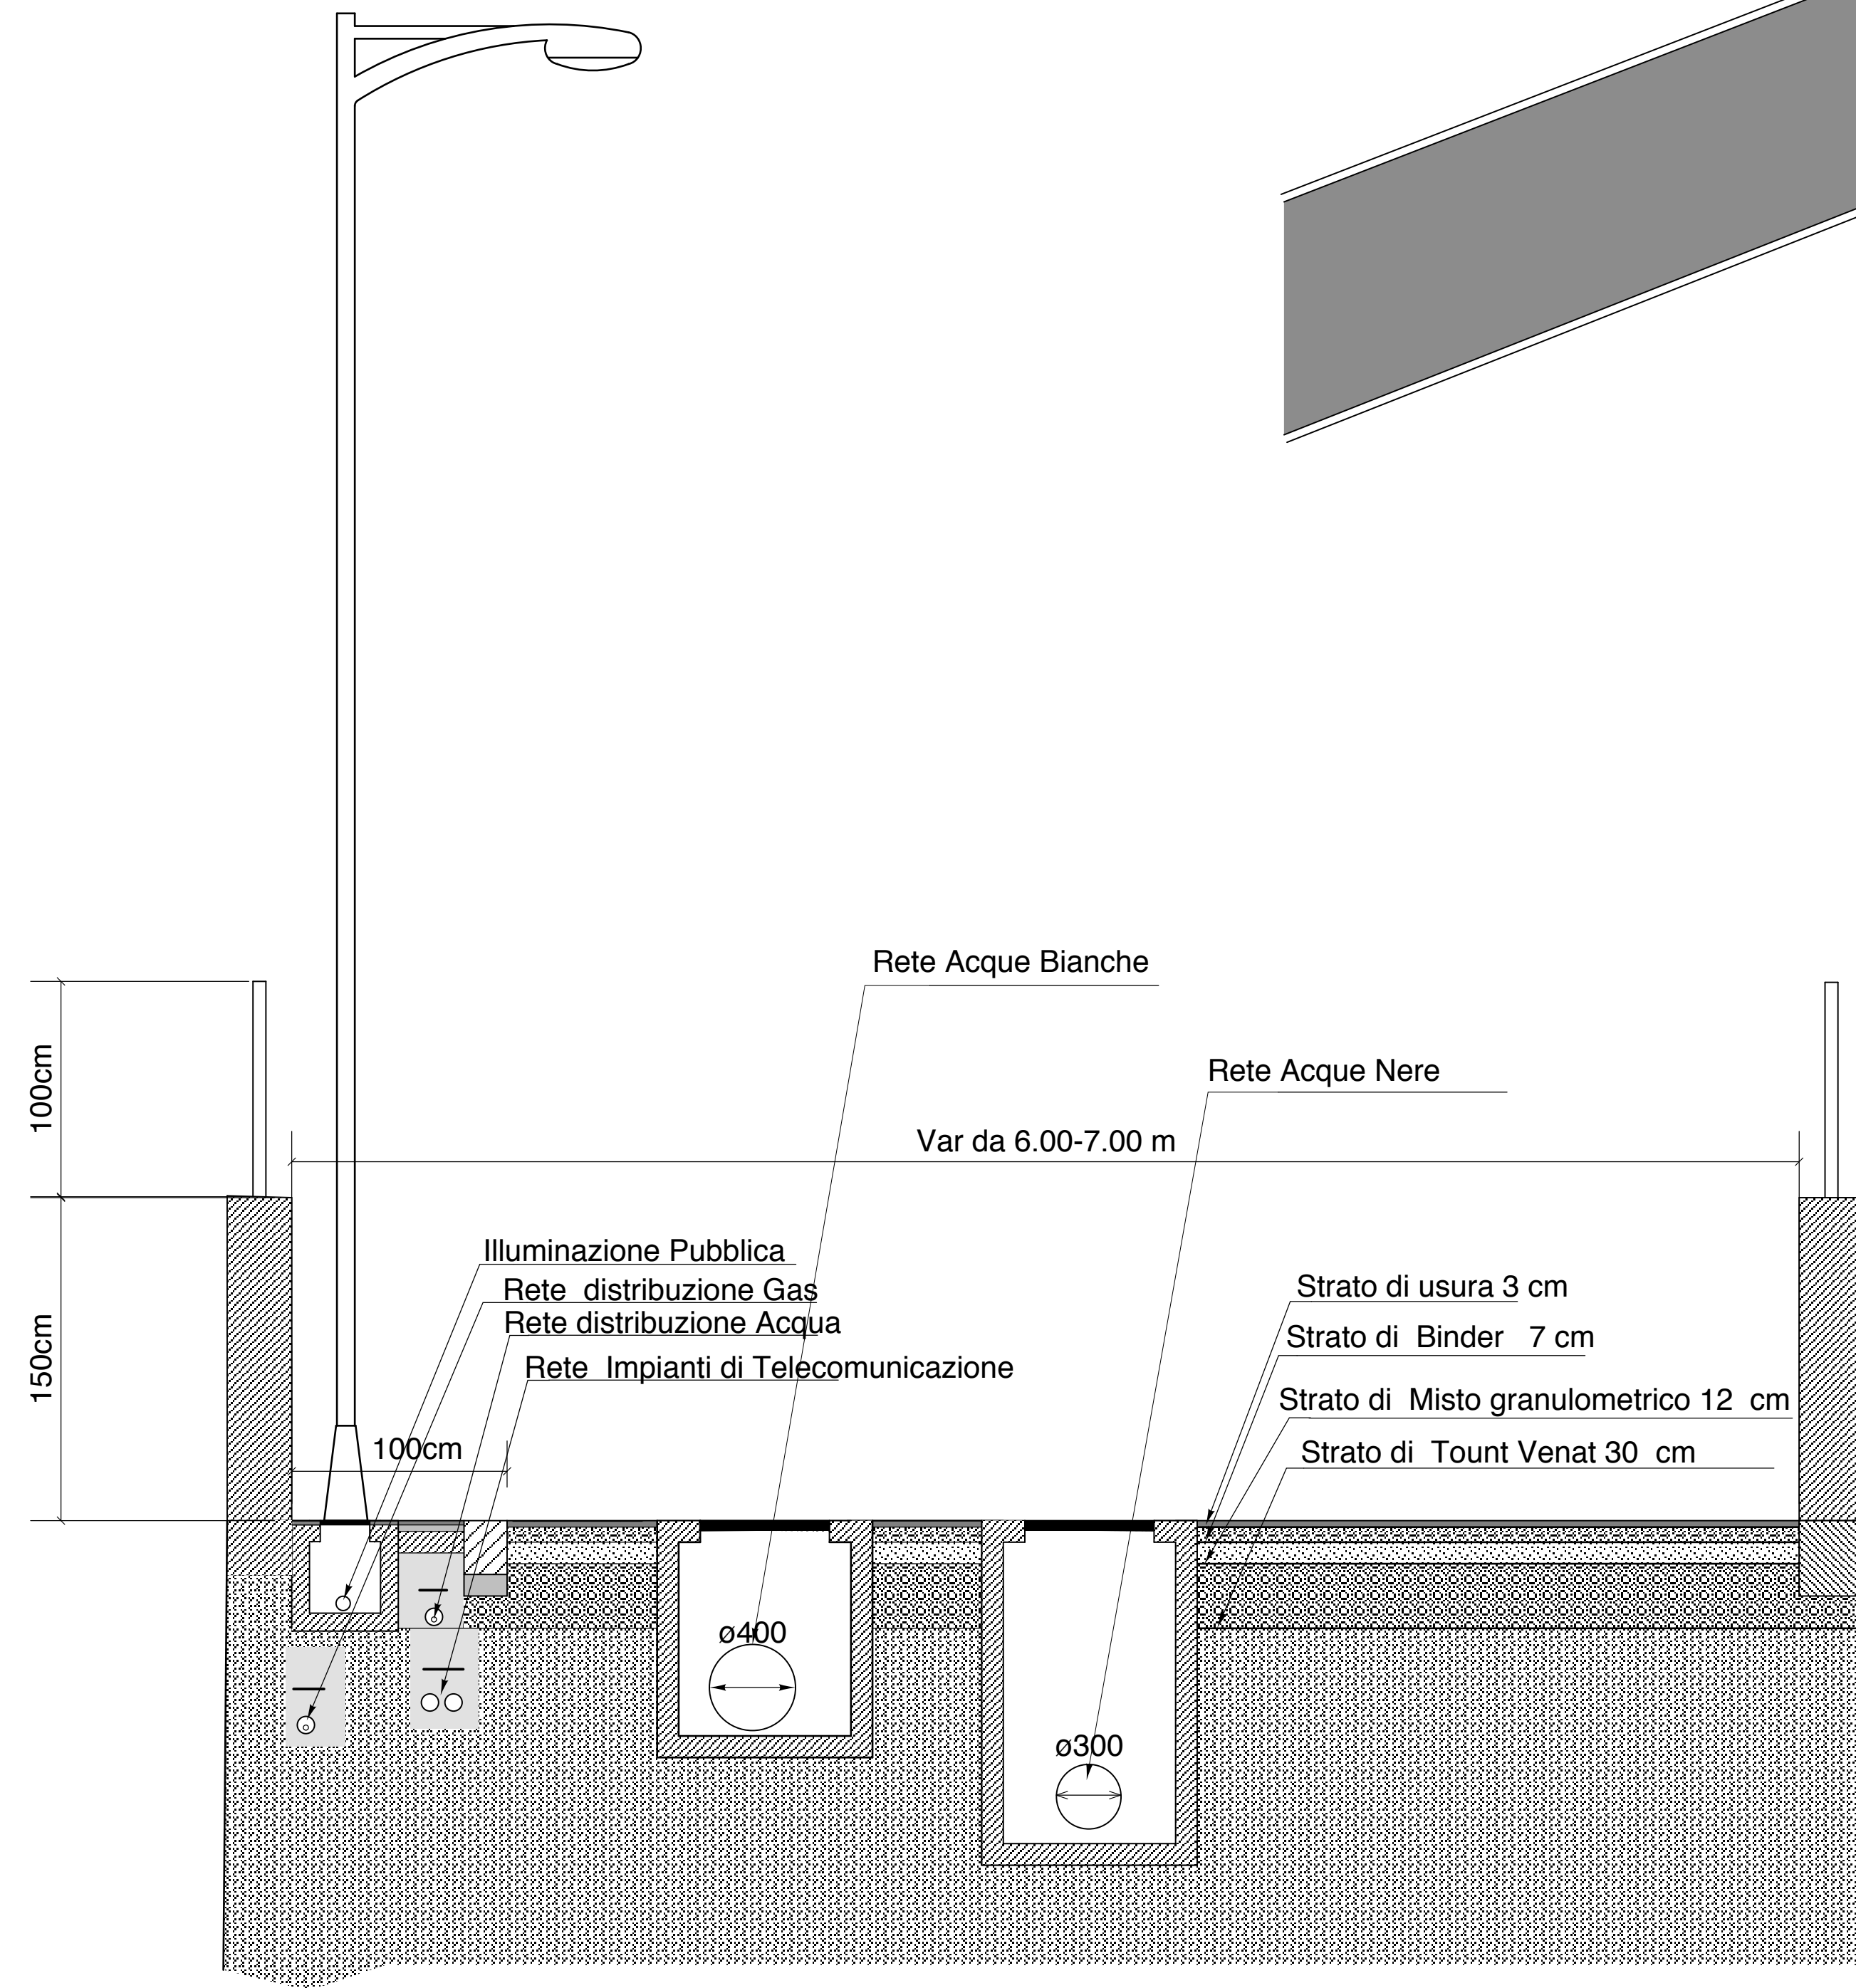 Rete Acque Bianche
100cm
Rete Acque Nere
Var da 6.00-7.00 m
Illuminazione Pubblica
Rete distribuzione Gas
Rete distribuzione Acqua
Rete Impianti di Telecomunicazione
Strato di usura 3 cm
Strato di Binder 7 cm
Strato di Misto granulometrico 12 cm
Strato di Tount Venat 30 cm
150cm
100cm
ø400
ø300